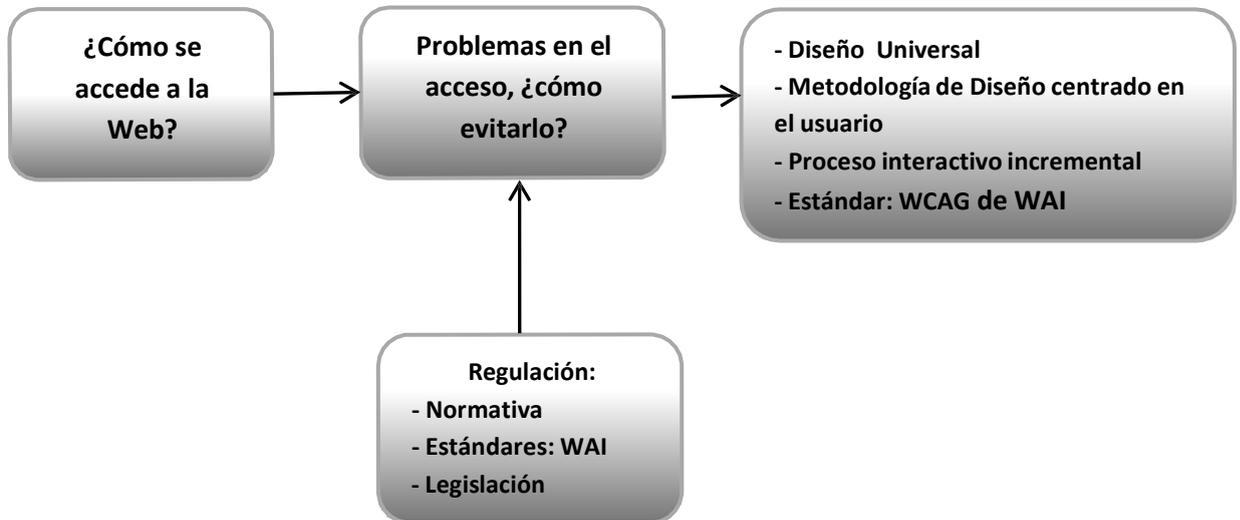 ¿Cómo se
accede a la
Web?
Problemas en el
acceso, ¿cómo
evitarlo?
- Diseño Universal
- Metodología de Diseño centrado en
el usuario
- Proceso interactivo incremental
- Estándar: WCAG de WAI
Regulación:
- Normativa
- Estándares: WAI
- Legislación